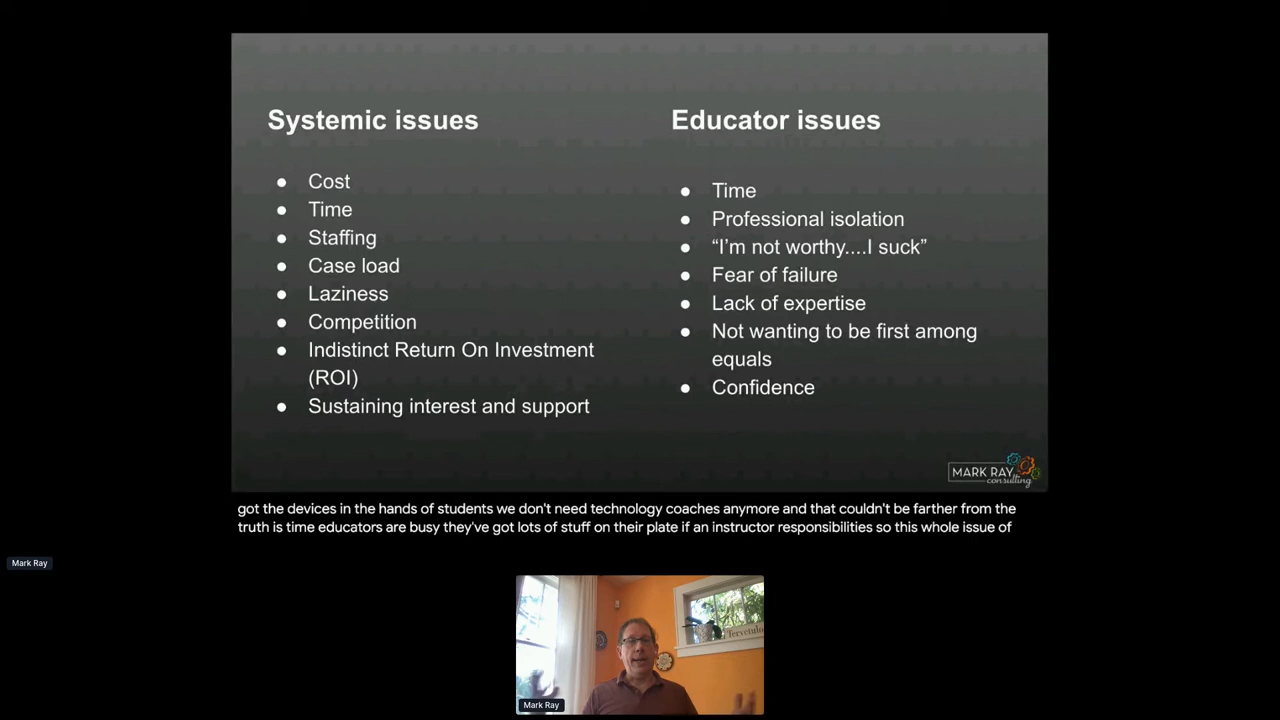 Systemic issues
Cost
Time
Staffing
Case load
Laziness
Competition
Indistinct Return On Investment
(ROI)
Sustaining interest and support
Educator issues
Time
Professional isolation
“I’m not worthy....I suck”
Fear of failure
Lack of expertise
Not wanting to be first among
equals
Confidence
MARK RAY
consulting
got the devices in the hands of students we don't need technology coaches anymore and that couldn't be farther from the
truth is time educators are busy they've got lots of stuff on their plate if an instructor responsibilities so this whole issue of
Mark Ray
Tervetulo
Mark Ray